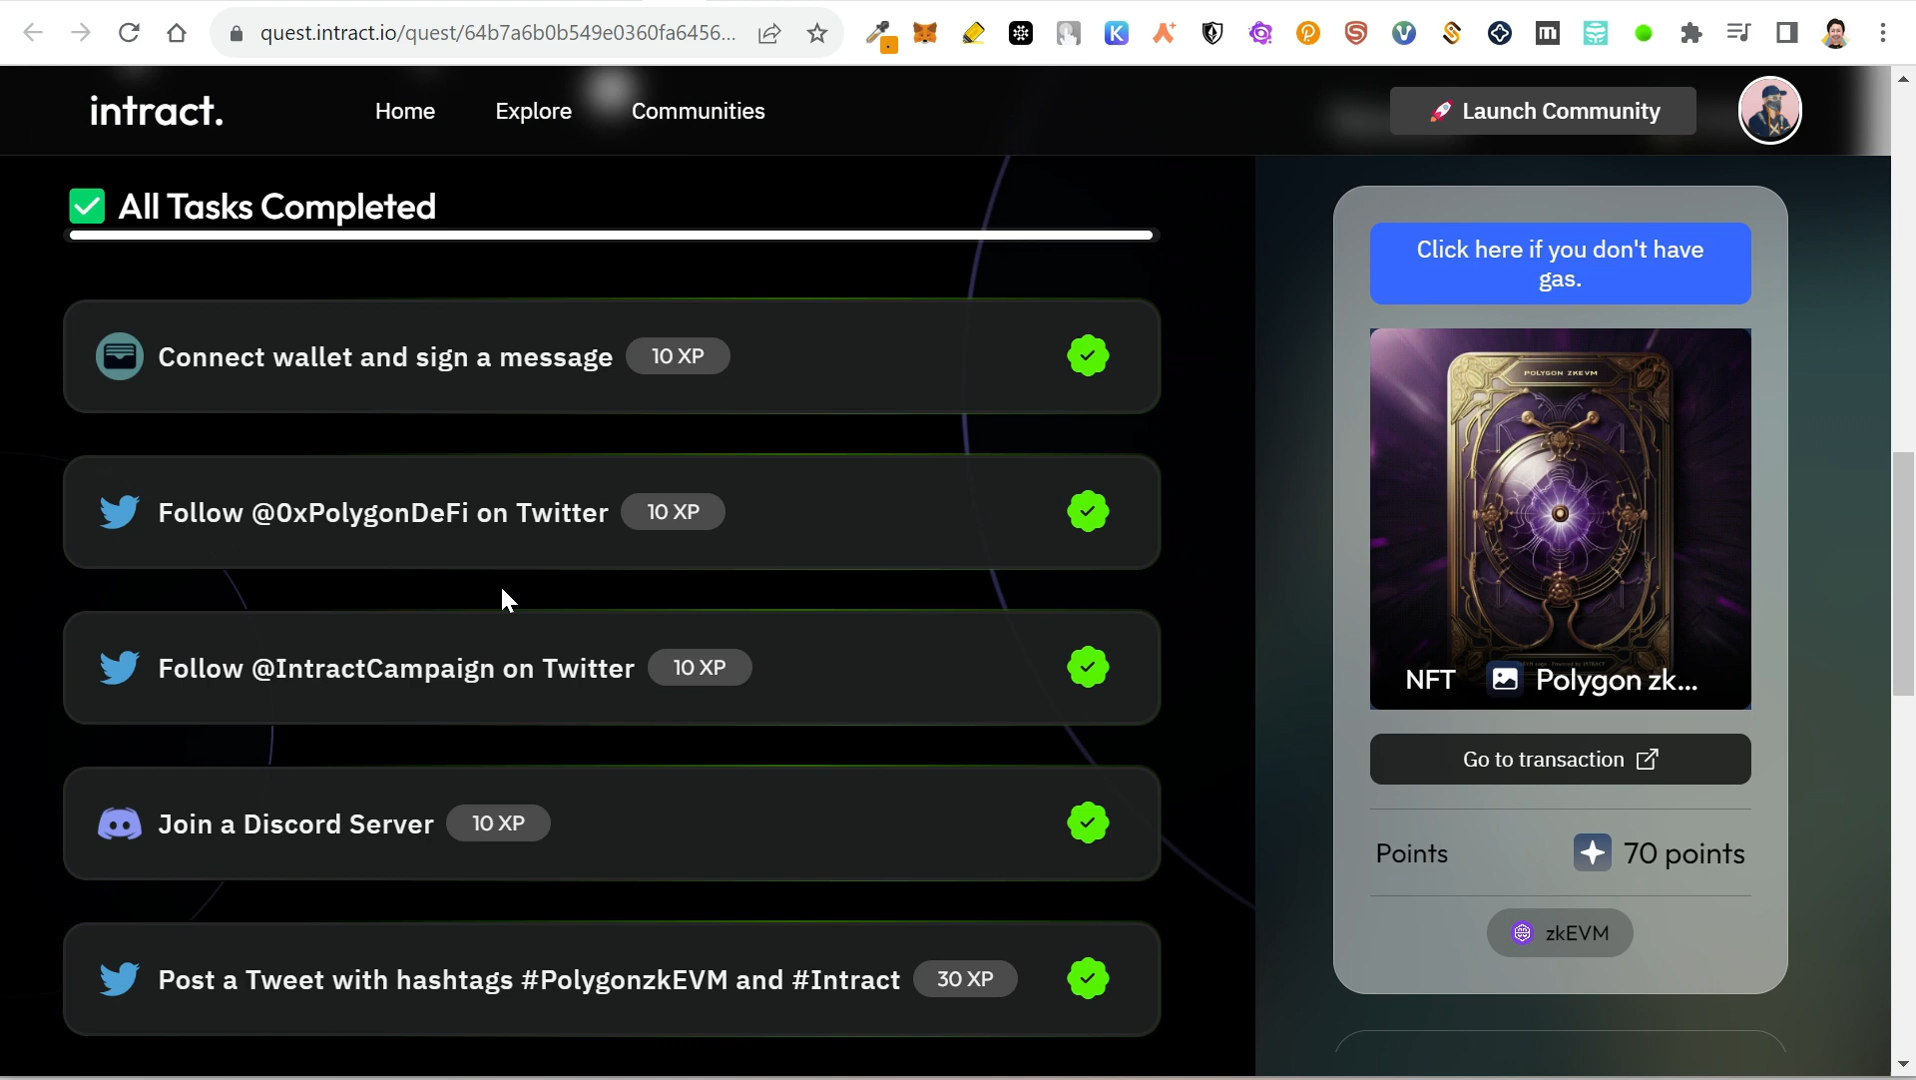 quest.intract.io/quest/64b7a6b0b549e0360fa6456...
intract.
Home
Explore
Communities
🚀 Launch Community
All Tasks Completed
Connect wallet and sign a message
10 XP
Follow @0xPolygonDeFi on Twitter
10 XP
Follow @IntractCampaign on Twitter
10 XP
Join a Discord Server
10 XP
Post a Tweet with hashtags #PolygonzkEVM and #Intract
30 XP
Click here if you don't have
gas.
POLYGON ZKEVM
NFT
Polygon zk...
Go to transaction
Points
70 points
zkEVM